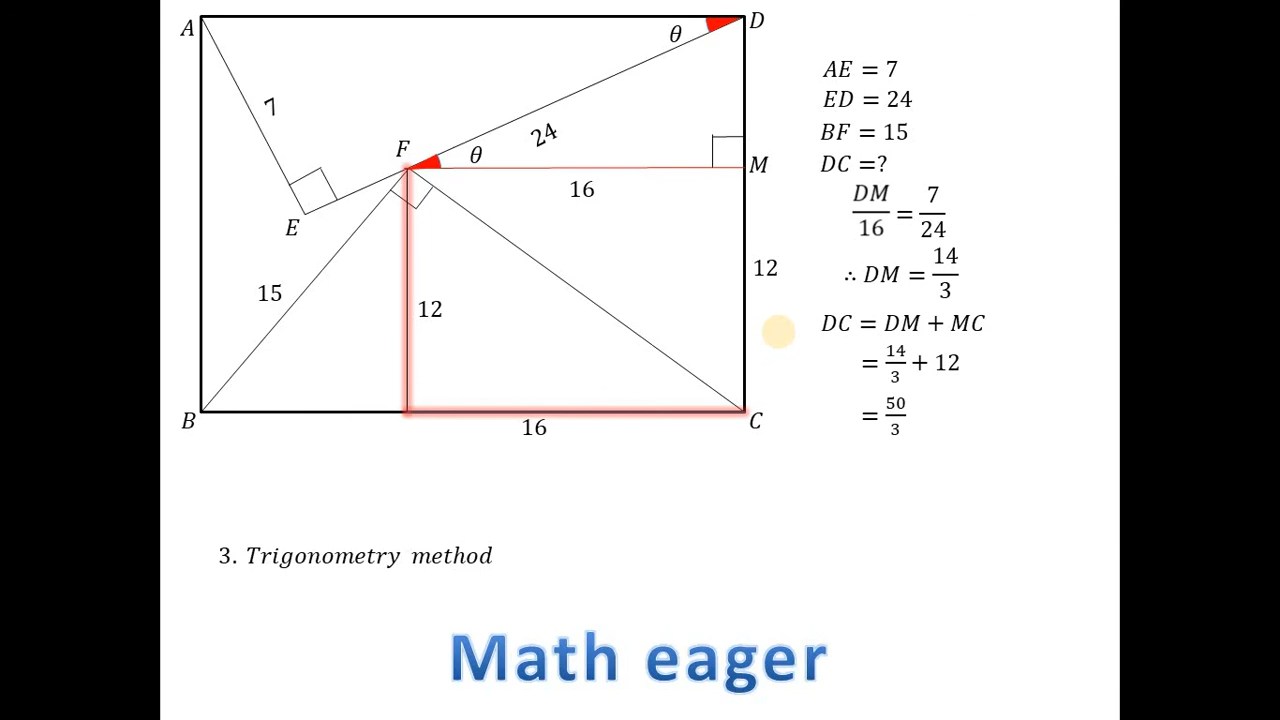 A
D
θ
7
F
θ
24
M
16
E
15
12
12
B
16
C
AE = 7
ED = 24
BF = 15
DC =?
DM/16 = 7/24
∴ DM = 14/3
DC = DM + MC
= 14/3 + 12
= 50/3
3. Trigonometry method
Math eager